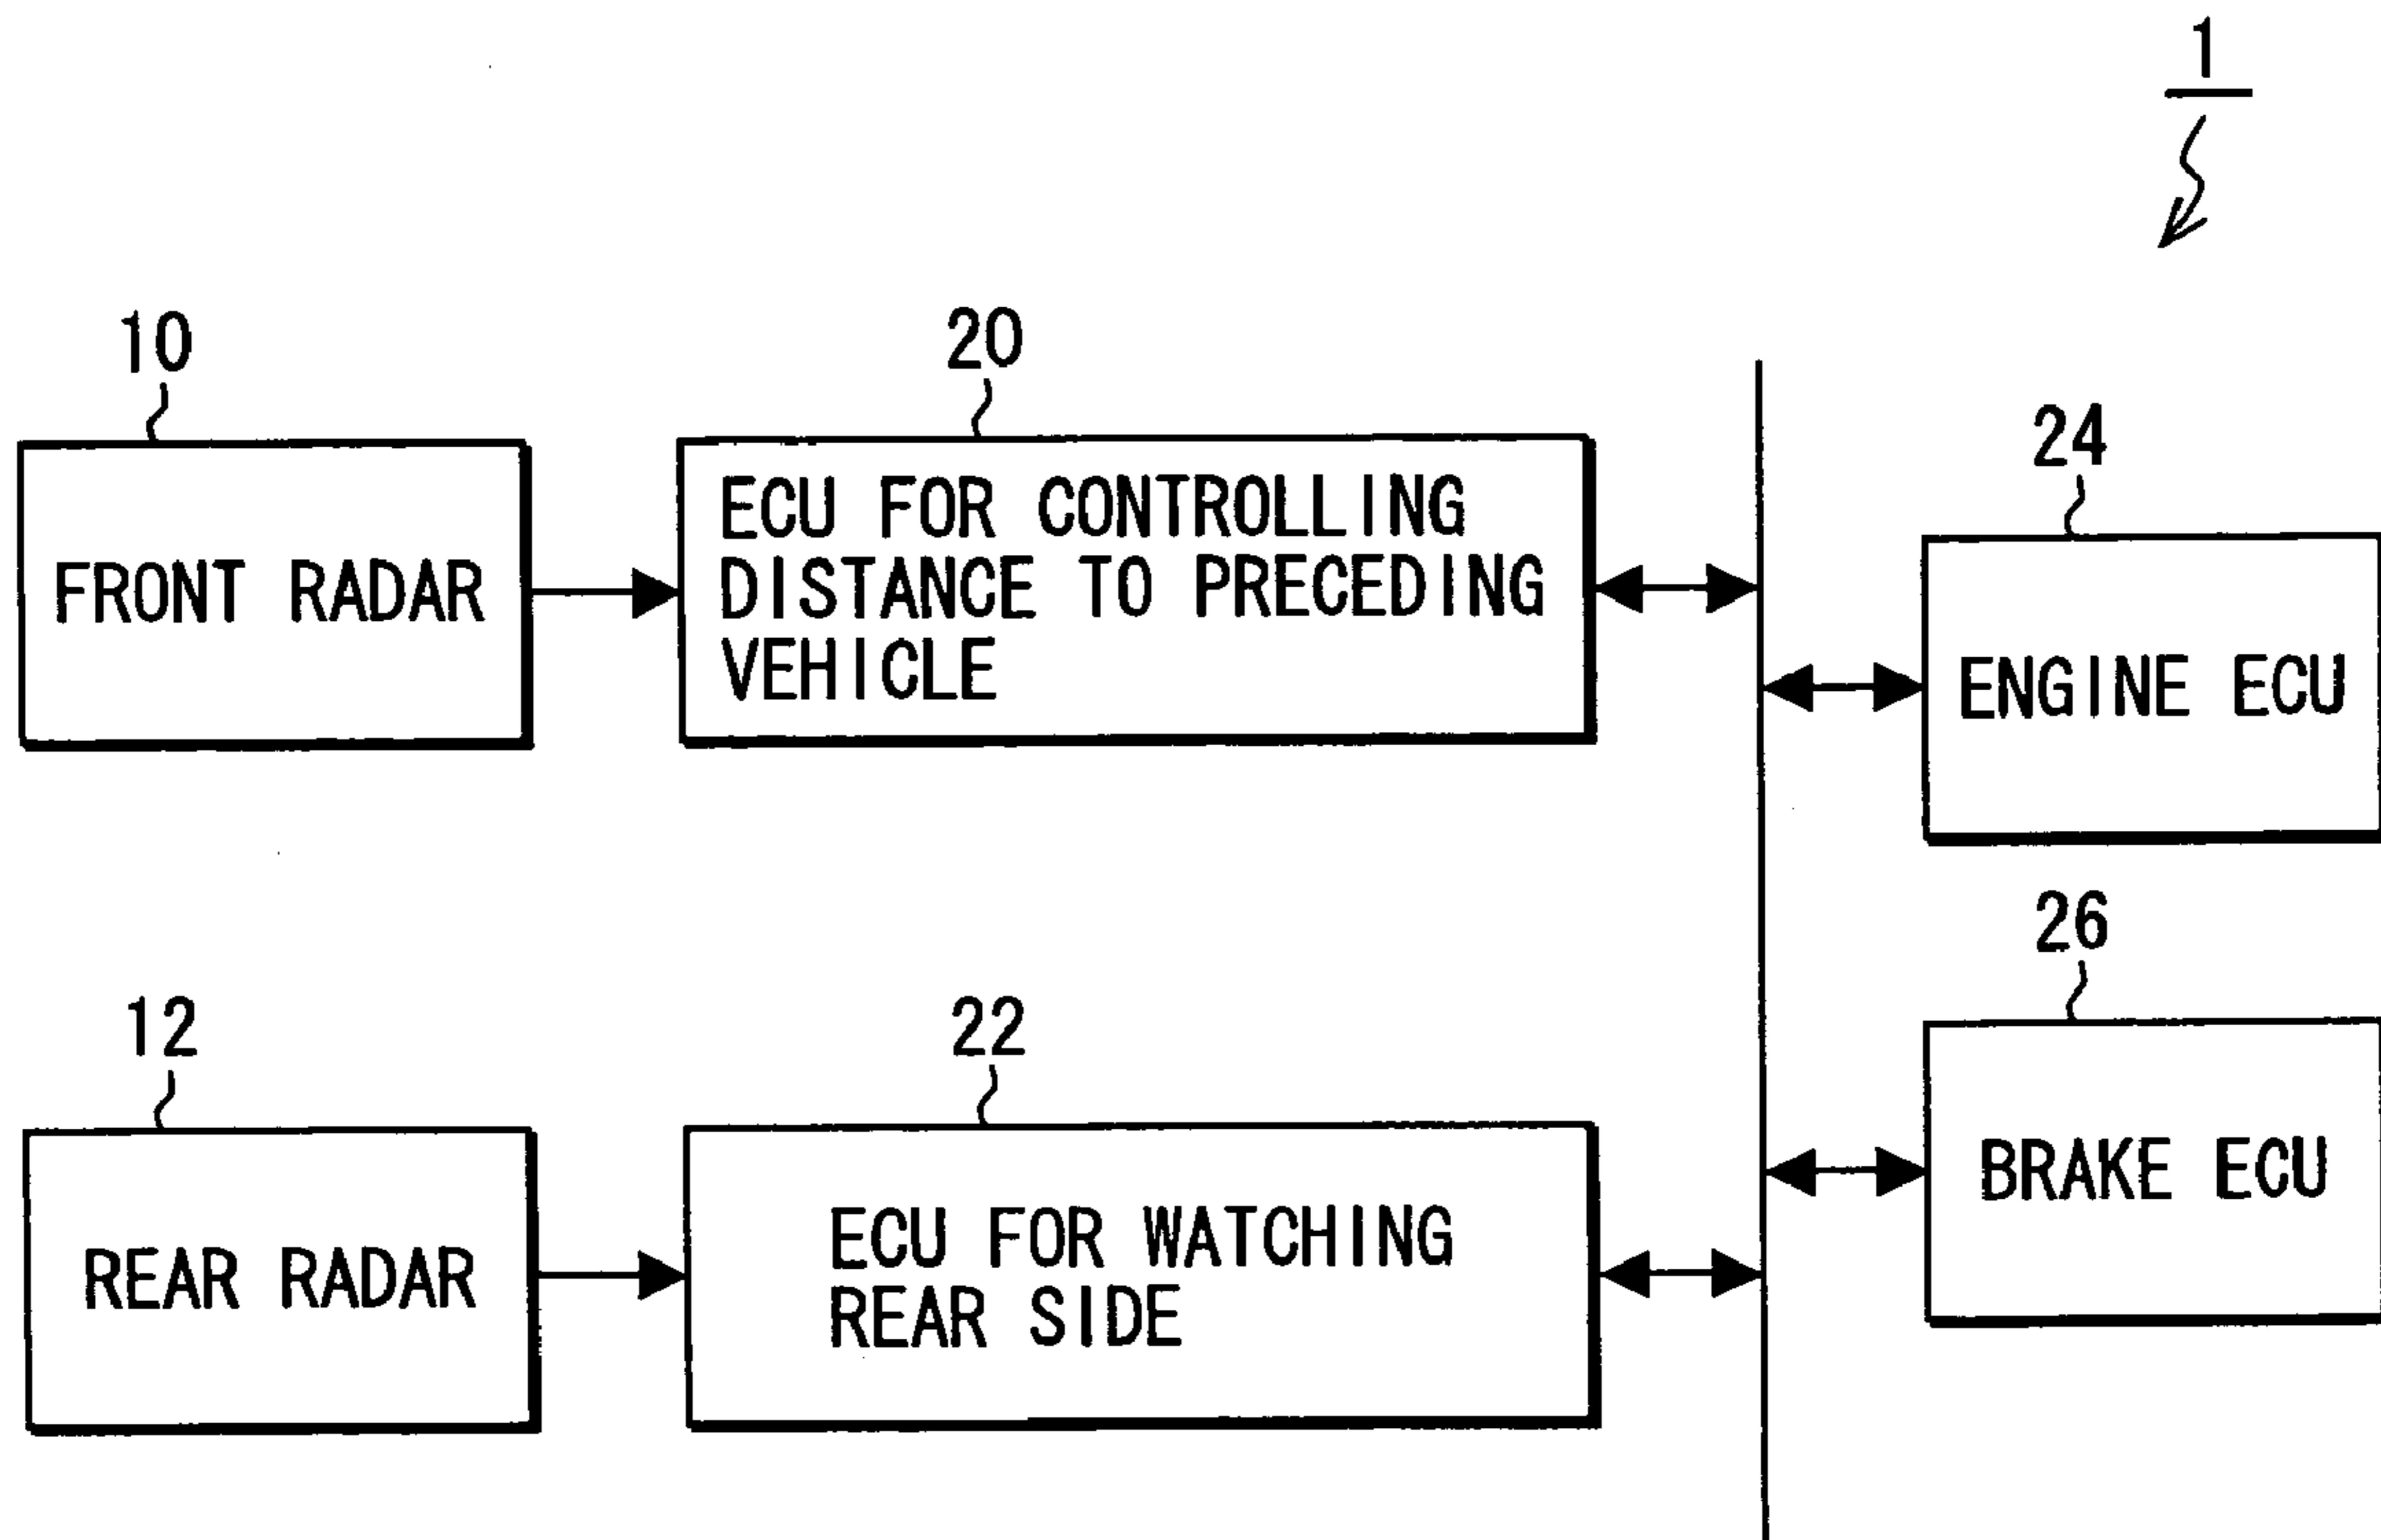 1
10
FRONT RADAR
20
ECU FOR CONTROLLING
DISTANCE TO PRECEDING
VEHICLE
24
ENGINE ECU
12
REAR RADAR
22
ECU FOR WATCHING
REAR SIDE
26
BRAKE ECU